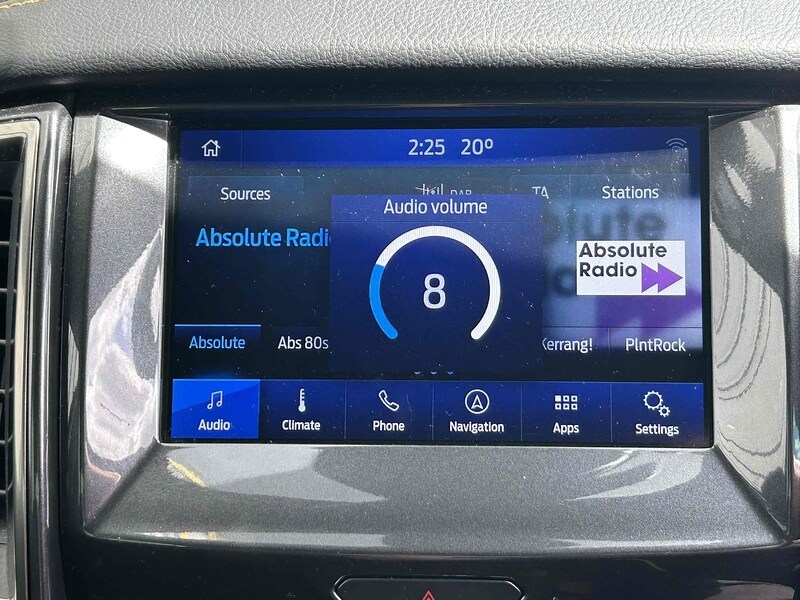 2:25 20°
Sources
DAB
TA
Stations
Audio volume
Absolute Radi
Absolute
Radio
8
Absolute
Abs 80s
Kerrang!
PlntRock
Audio
Climate
Phone
Navigation
Apps
Settings